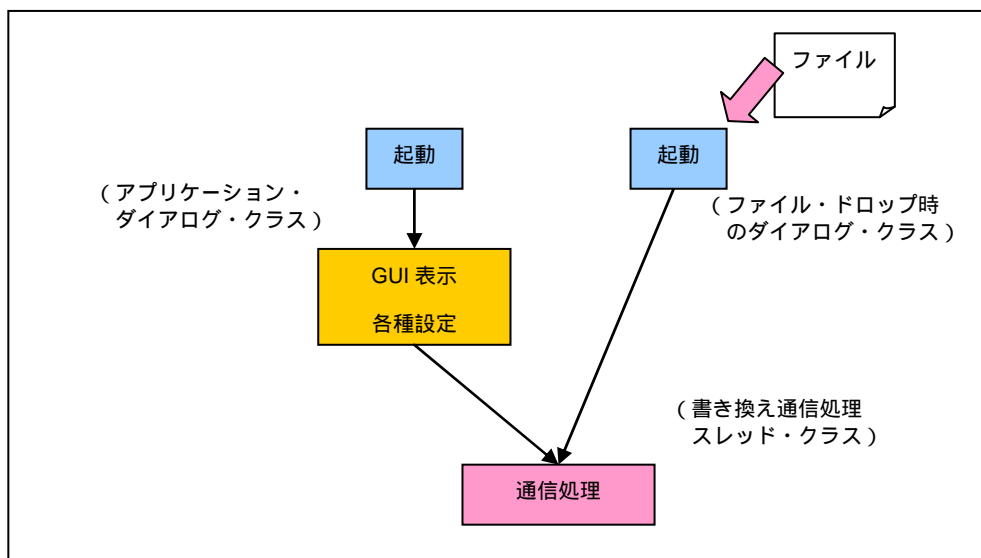 ファイル
起動
起動
（アプリケーション・
ダイアログ・クラス）
（ファイル・ドロップ時
のダイアログ・クラス）
GUI 表示
各種設定
（書き換え通信処理
スレッド・クラス）
通信処理